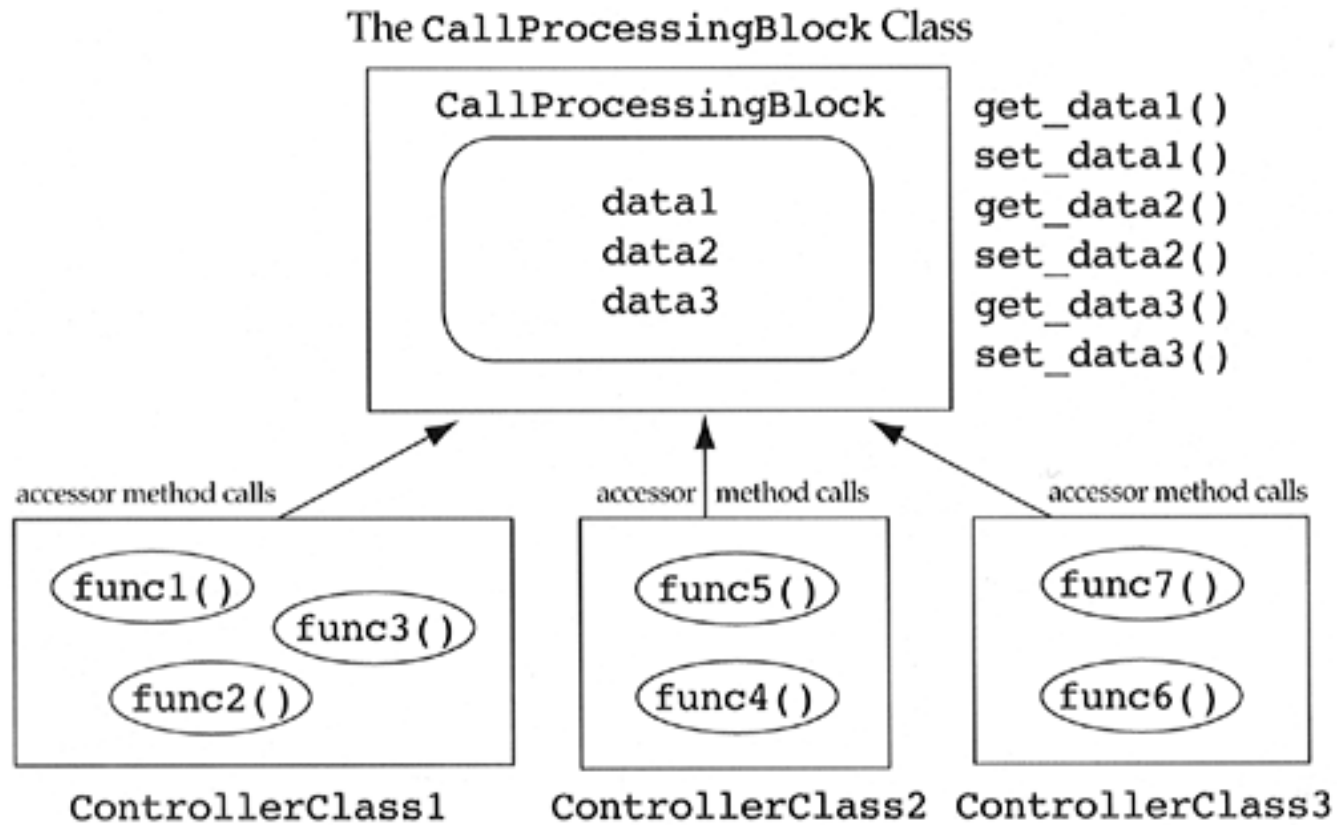 The CallProcessingBlock Class
CallProcessingBlock
data1
data2
data3
get_data1()
set_data1()
get_data2()
set_data2()
get_data3()
set_data3()
accessor method calls
accessor method calls
accessor method calls
func1()
func3()
func2()
func5()
func4()
func7()
func6()
ControllerClass1
ControllerClass2
ControllerClass3